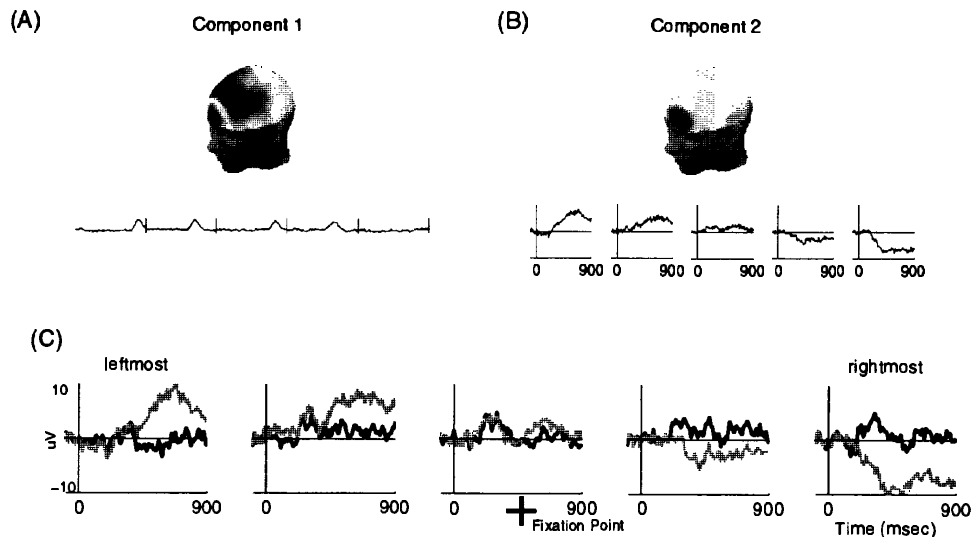 (A)
Component 1
(B)
Component 2
0 900 0 900 0 900 0 900 0 900
(C)
leftmost
rightmost
10
uV
-10
0 900 0 900 0 900 0 900 0 900
Fixation Point
Time (msec)